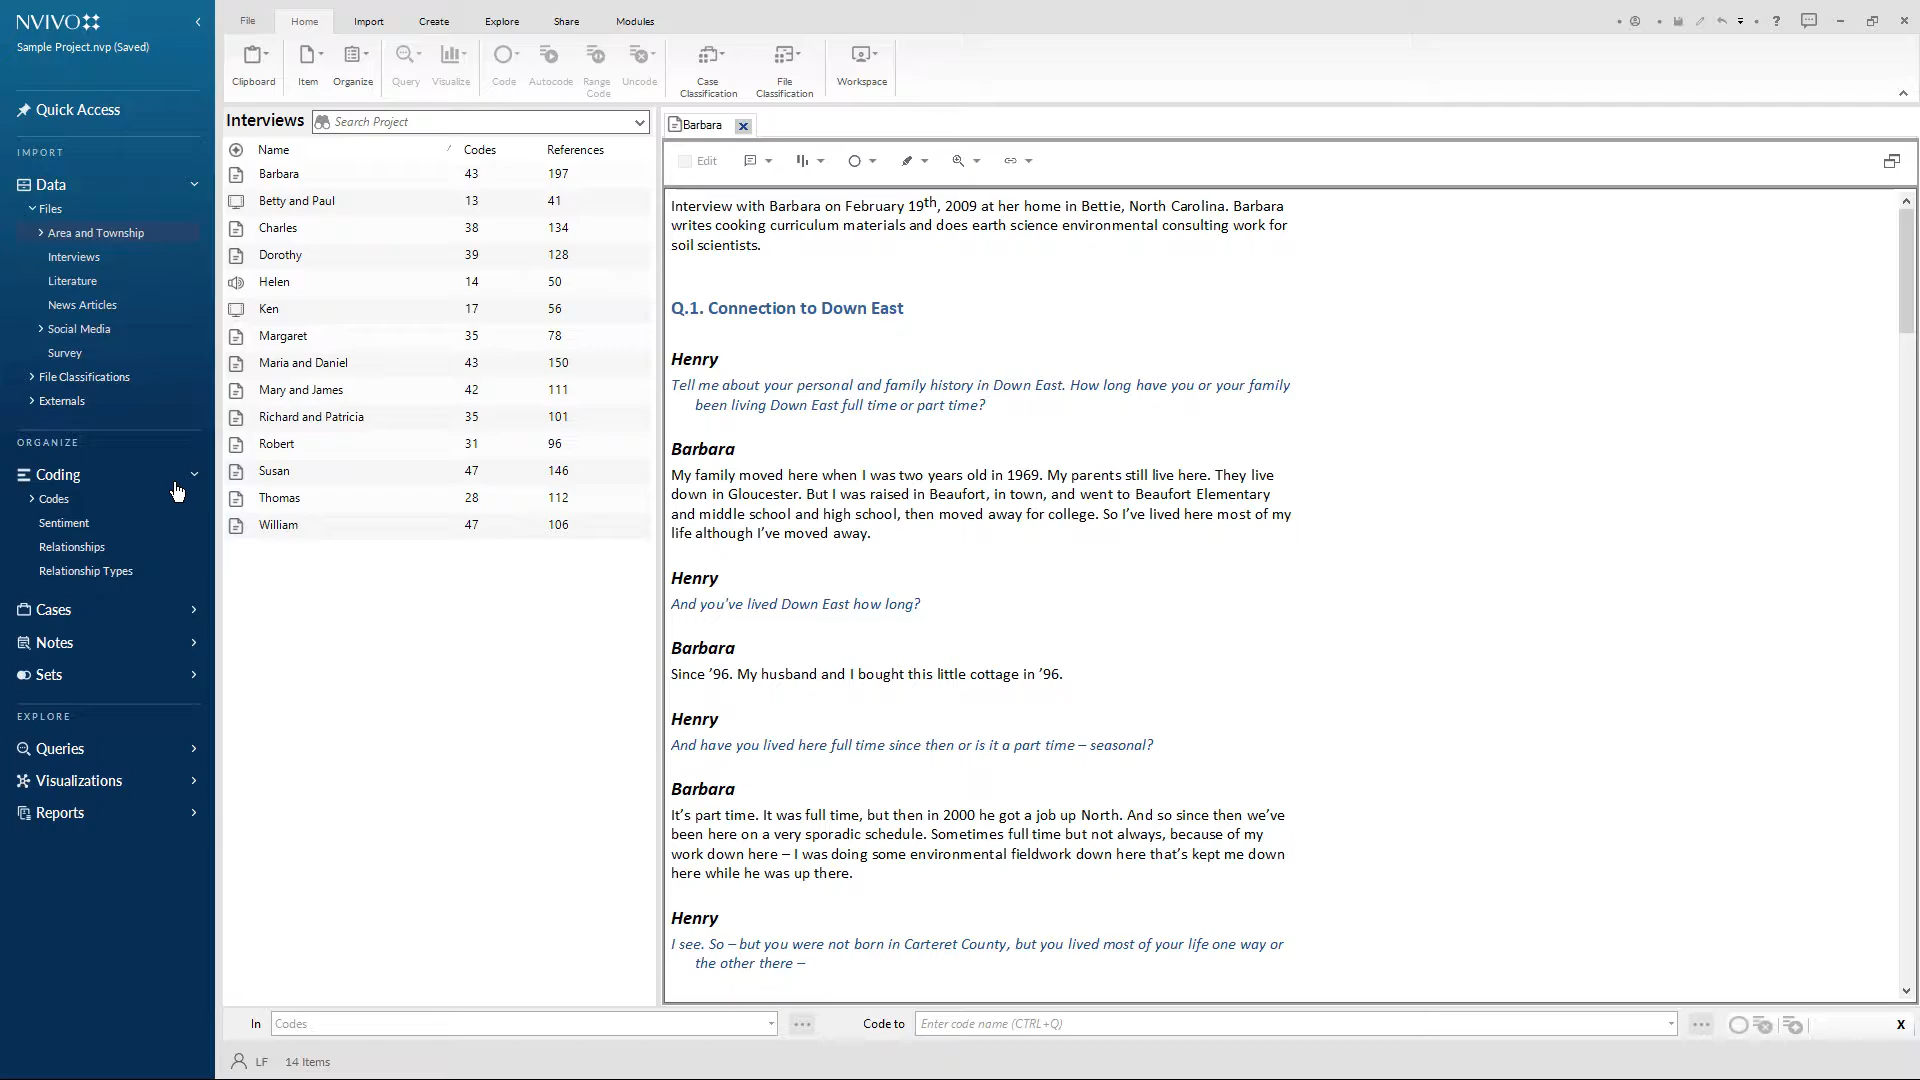 NVIVO
Sample Project.nvp (Saved)
Quick Access
IMPORT
Data
Files
Area and Township
Interviews
Literature
News Articles
Social Media
Survey
File Classifications
Externals
ORGANIZE
Coding
Codes
Sentiment
Relationships
Relationship Types
Cases
Notes
Sets
EXPLORE
Queries
Visualizations
Reports
File Home Import Create Explore Share Modules
Clipboard Item Organize Query Visualize Code Autocode Range Code Uncode Case Classification File Classification Workspace
Interviews Search Project
Name Codes References
Barbara 43 197
Betty and Paul 13 41
Charles 38 134
Dorothy 39 128
Helen 14 50
Ken 17 56
Margaret 35 78
Maria and Daniel 43 150
Mary and James 42 111
Richard and Patricia 35 101
Robert 31 96
Susan 47 146
Thomas 28 112
William 47 106
Barbara
Edit
Interview with Barbara on February 19th, 2009 at her home in Bettie, North Carolina. Barbara
writes cooking curriculum materials and does earth science environmental consulting work for
soil scientists.
Q.1. Connection to Down East
Henry
Tell me about your personal and family history in Down East. How long have you or your family
been living Down East full time or part time?
Barbara
My family moved here when I was two years old in 1969. My parents still live here. They live
down in Gloucester. But I was raised in Beaufort, in town, and went to Beaufort Elementary
and middle school and high school, then moved away for college. So I’ve lived here most of my
life although I’ve moved away.
Henry
And you've lived Down East how long?
Barbara
Since ’96. My husband and I bought this little cottage in ’96.
Henry
And have you lived here full time since then or is it a part time – seasonal?
Barbara
It’s part time. It was full time, but then in 2000 he got a job up North. And so since then we’ve
been here on a very sporadic schedule. Sometimes full time but not always, because of my
work down here – I was doing some environmental fieldwork down here that’s kept me down
here while he was up there.
Henry
I see. So – but you were not born in Carteret County, but you lived most of your life one way or
the other there –
In Codes Code to Enter code name (CTRL+Q) X
LF 14 Items